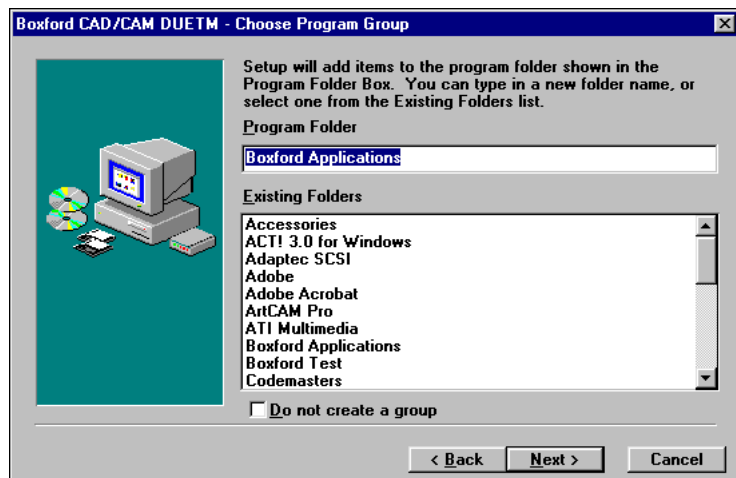 Boxford CAD/CAM DUETM - Choose Program Group
Setup will add items to the program folder shown in the
Program Folder Box. You can type in a new folder name, or
select one from the Existing Folders list.
Program Folder
Boxford Applications
Existing Folders
Accessories
ACT! 3.0 for Windows
Adaptec SCSI
Adobe
Adobe Acrobat
ArtCAM Pro
ATI Multimedia
Boxford Applications
Boxford Test
Codemasters
Do not create a group
< Back
Next >
Cancel